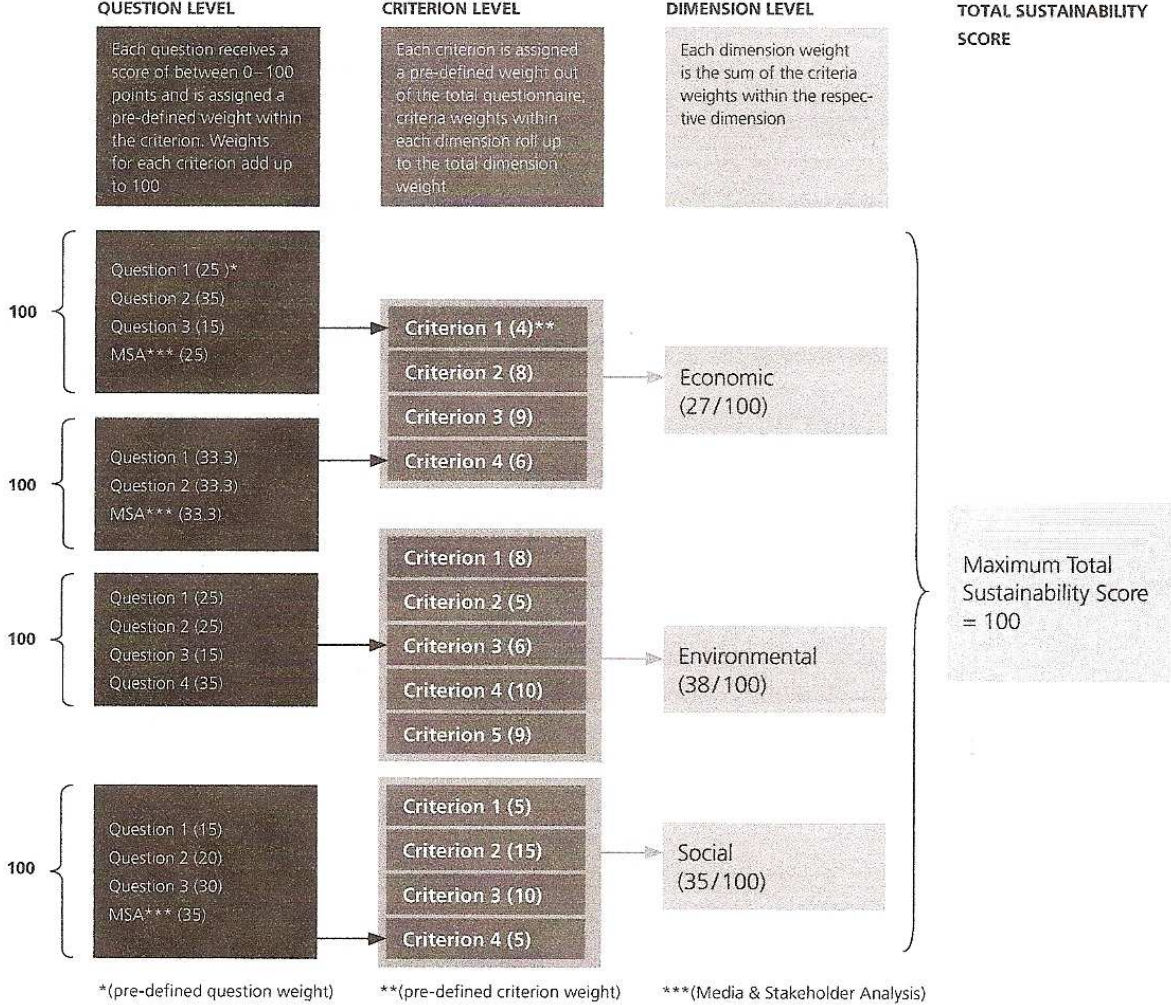 QUESTION LEVEL
Each question receives a
score of between 0–100
points and is assigned a
pre-defined weight within
the criterion. Weights
for each criterion add up
to 100
CRITERION LEVEL
Each criterion is assigned
a pre-defined weight out
of the total questionnaire;
criteria weights within
each dimension roll up
to the total dimension
weight
DIMENSION LEVEL
Each dimension weight
is the sum of the criteria
weights within the respec-
tive dimension
TOTAL SUSTAINABILITY
SCORE
100
Question 1 (25 )*
Question 2 (35)
Question 3 (15)
MSA*** (25)
100
Question 1 (33.3)
Question 2 (33.3)
MSA*** (33.3)
100
Question 1 (25)
Question 2 (25)
Question 3 (15)
Question 4 (35)
100
Question 1 (15)
Question 2 (20)
Question 3 (30)
MSA*** (35)
Criterion 1 (4)**
Criterion 2 (8)
Criterion 3 (9)
Criterion 4 (6)
Criterion 1 (8)
Criterion 2 (5)
Criterion 3 (6)
Criterion 4 (10)
Criterion 5 (9)
Criterion 1 (5)
Criterion 2 (15)
Criterion 3 (10)
Criterion 4 (5)
Economic
(27/100)
Environmental
(38/100)
Social
(35/100)
Maximum Total
Sustainability Score
= 100
*(pre-defined question weight)
**(pre-defined criterion weight)
***(Media & Stakeholder Analysis)